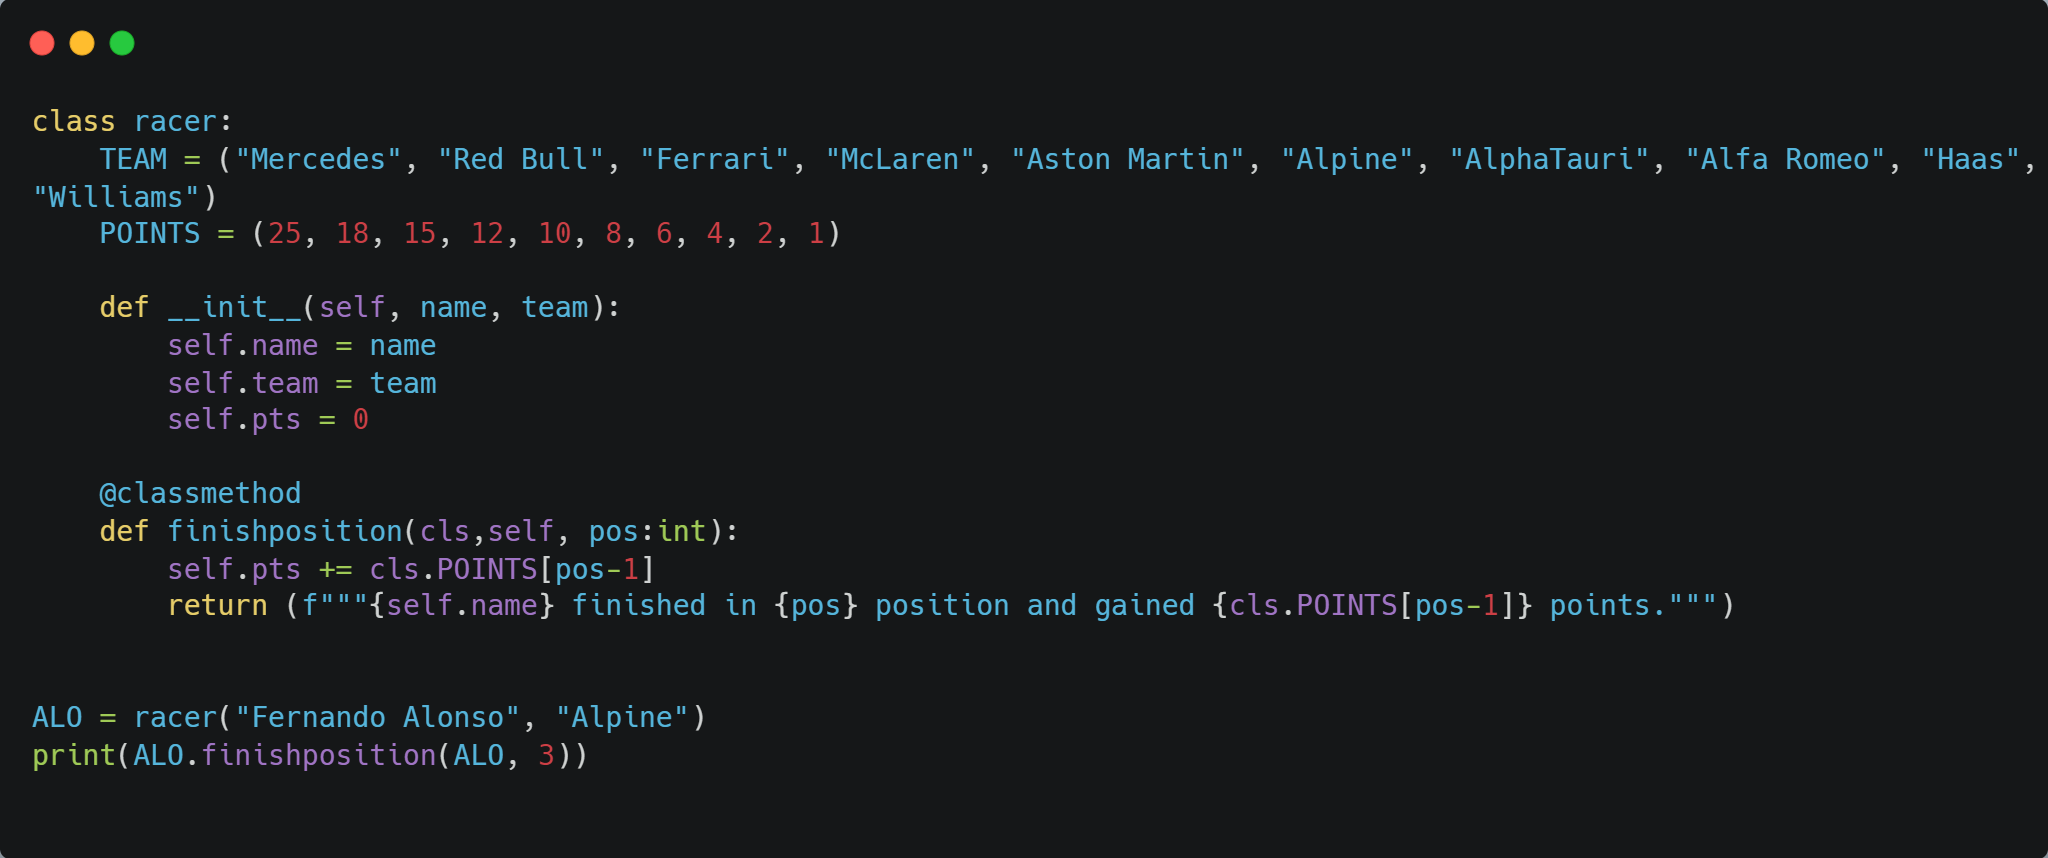 class racer:
    TEAM = ("Mercedes", "Red Bull", "Ferrari", "McLaren", "Aston Martin", "Alpine", "AlphaTauri", "Alfa Romeo", "Haas",
"Williams")
    POINTS = (25, 18, 15, 12, 10, 8, 6, 4, 2, 1)

    def __init__(self, name, team):
        self.name = name
        self.team = team
        self.pts = 0

    @classmethod
    def finishposition(cls,self, pos:int):
        self.pts += cls.POINTS[pos-1]
        return (f"""{self.name} finished in {pos} position and gained {cls.POINTS[pos-1]} points.""")


ALO = racer("Fernando Alonso", "Alpine")
print(ALO.finishposition(ALO, 3))